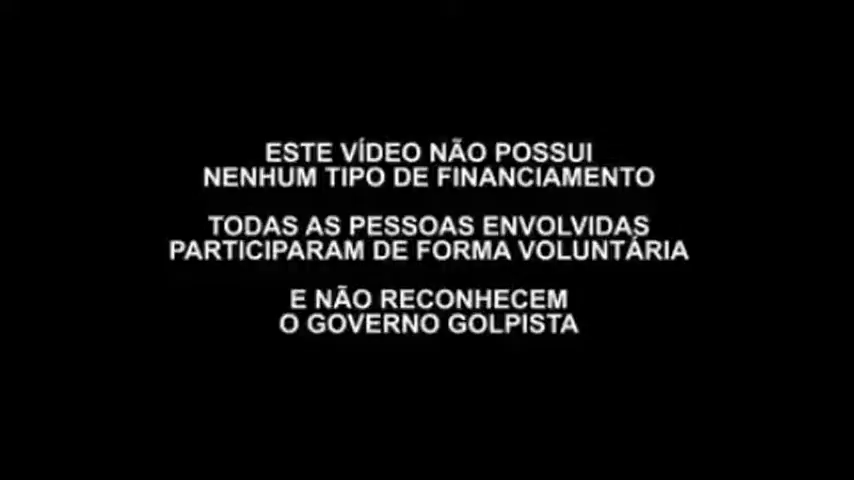 ESTE VÍDEO NÃO POSSUI
NENHUM TIPO DE FINANCIAMENTO
TODAS AS PESSOAS ENVOLVIDAS
PARTICIPARAM DE FORMA VOLUNTÁRIA
E NÃO RECONHECEM
O GOVERNO GOLPISTA